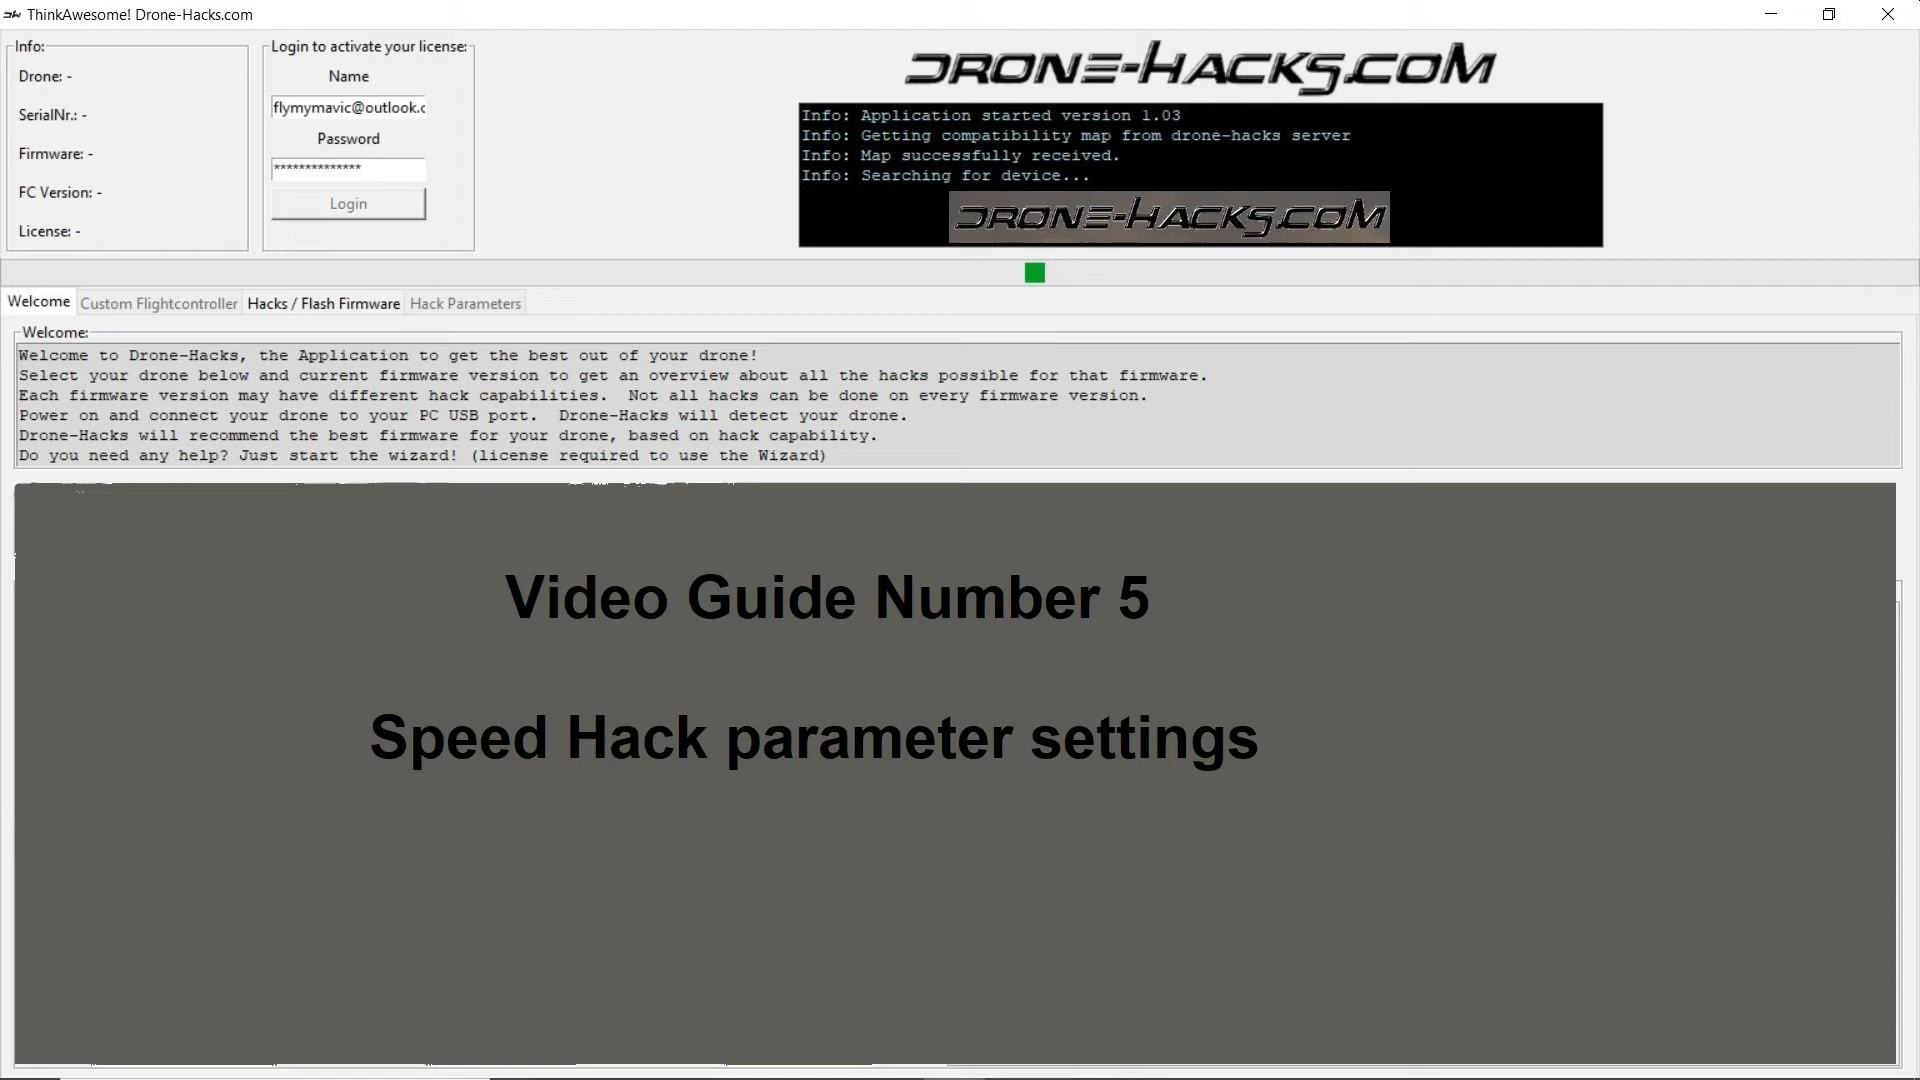 ThinkAwesome! Drone-Hacks.com
Info:
Drone: -
SerialNr.: -
Firmware: -
FC Version: -
License: -
Login to activate your license:
Name
flymymavic@outlook.c
Password
**************
Login
DRONE-HACKS.COM
Info: Application started version 1.03
Info: Getting compatibility map from drone-hacks server
Info: Map successfully received.
Info: Searching for device...
DRONE-HACKS.COM
Welcome Custom Flightcontroller Hacks / Flash Firmware Hack Parameters
Welcome:
Welcome to Drone-Hacks, the Application to get the best out of your drone!
Select your drone below and current firmware version to get an overview about all the hacks possible for that firmware.
Each firmware version may have different hack capabilities. Not all hacks can be done on every firmware version.
Power on and connect your drone to your PC USB port. Drone-Hacks will detect your drone.
Drone-Hacks will recommend the best firmware for your drone, based on hack capability.
Do you need any help? Just start the wizard! (license required to use the Wizard)
Video Guide Number 5
Speed Hack parameter settings